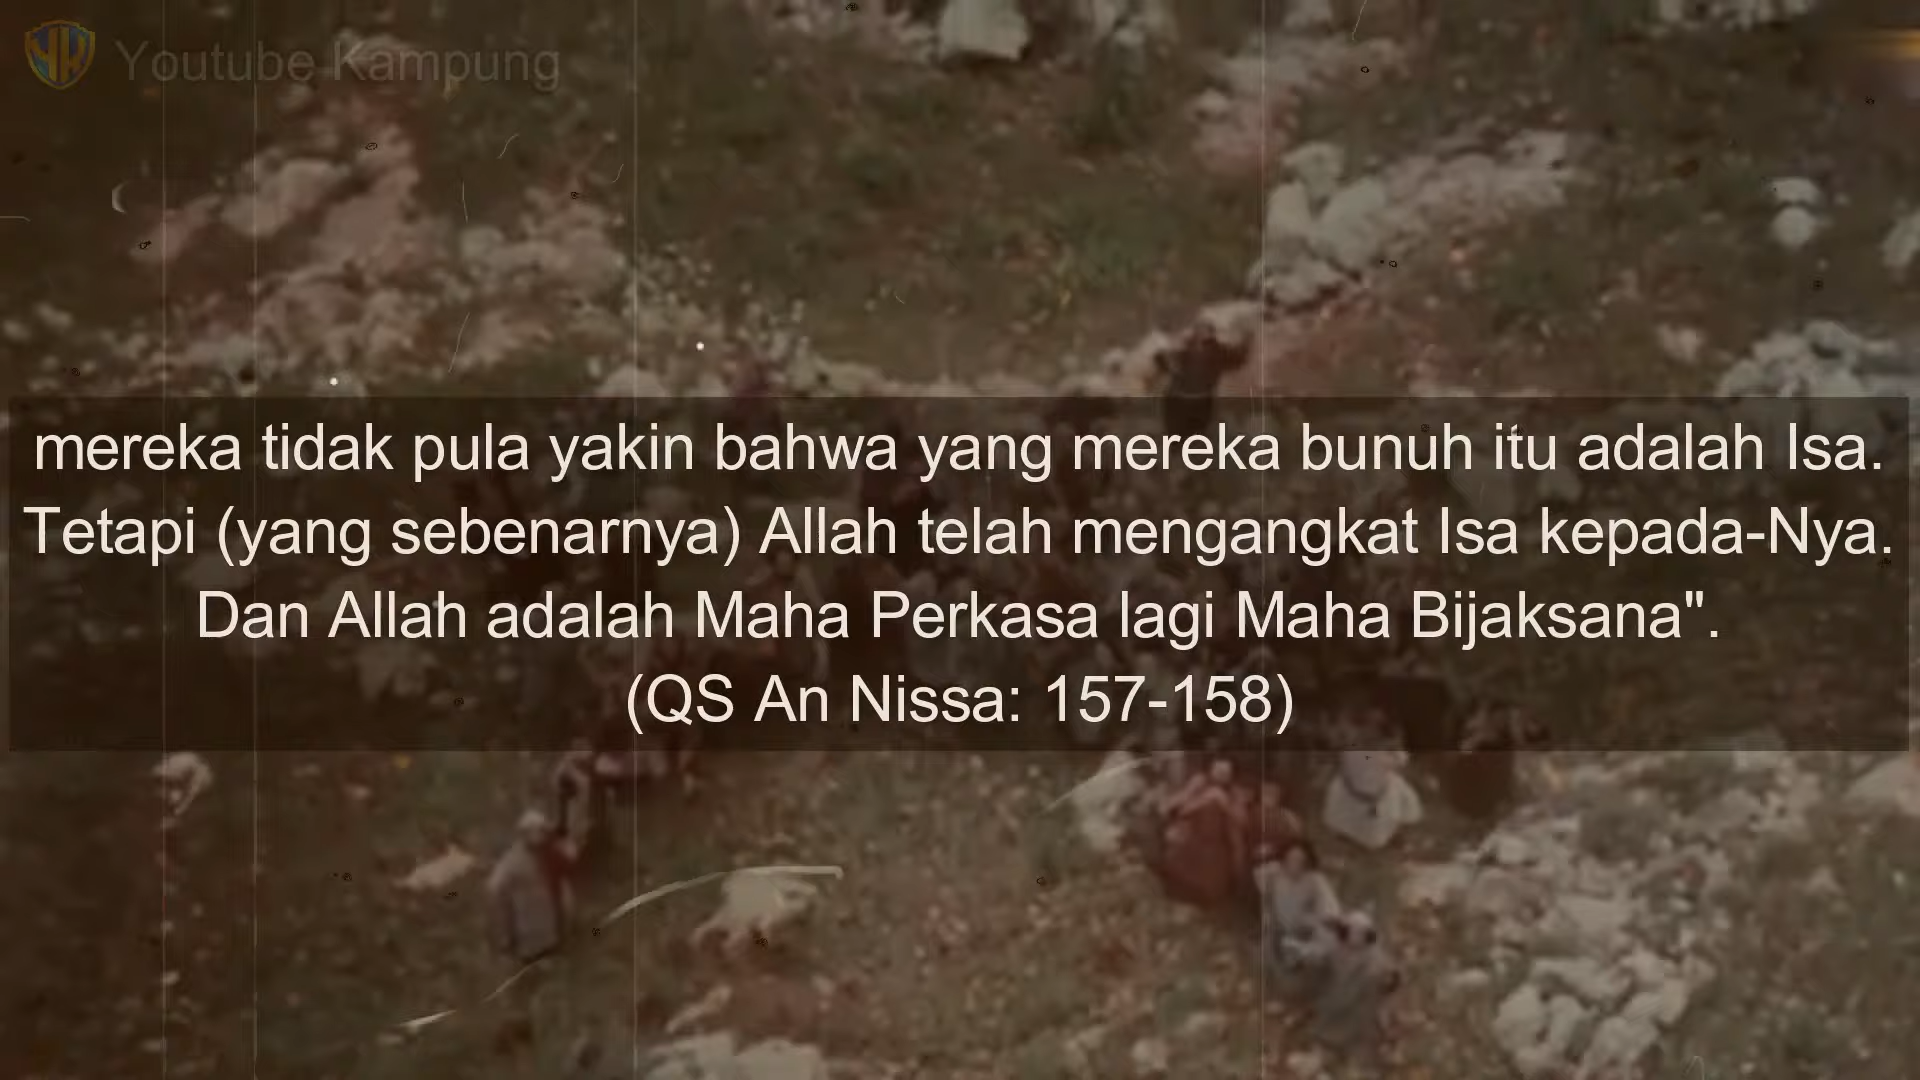 Youtube Kampung
mereka tidak pula yakin bahwa yang mereka bunuh itu adalah Isa.
Tetapi (yang sebenarnya) Allah telah mengangkat Isa kepada-Nya.
Dan Allah adalah Maha Perkasa lagi Maha Bijaksana".
(QS An Nissa: 157-158)